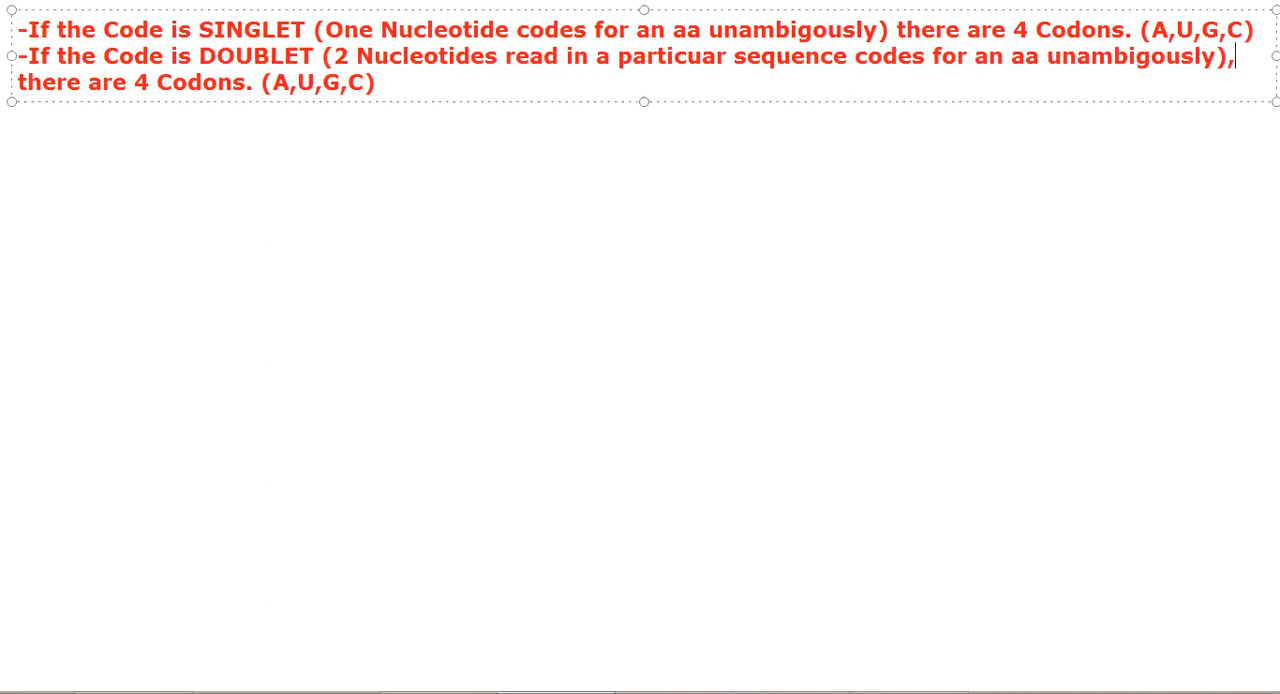 -If the Code is SINGLET (One Nucleotide codes for an aa unambigously) there are 4 Codons. (A,U,G,C)
-If the Code is DOUBLET (2 Nucleotides read in a particuar sequence codes for an aa unambigously),
there are 4 Codons. (A,U,G,C)